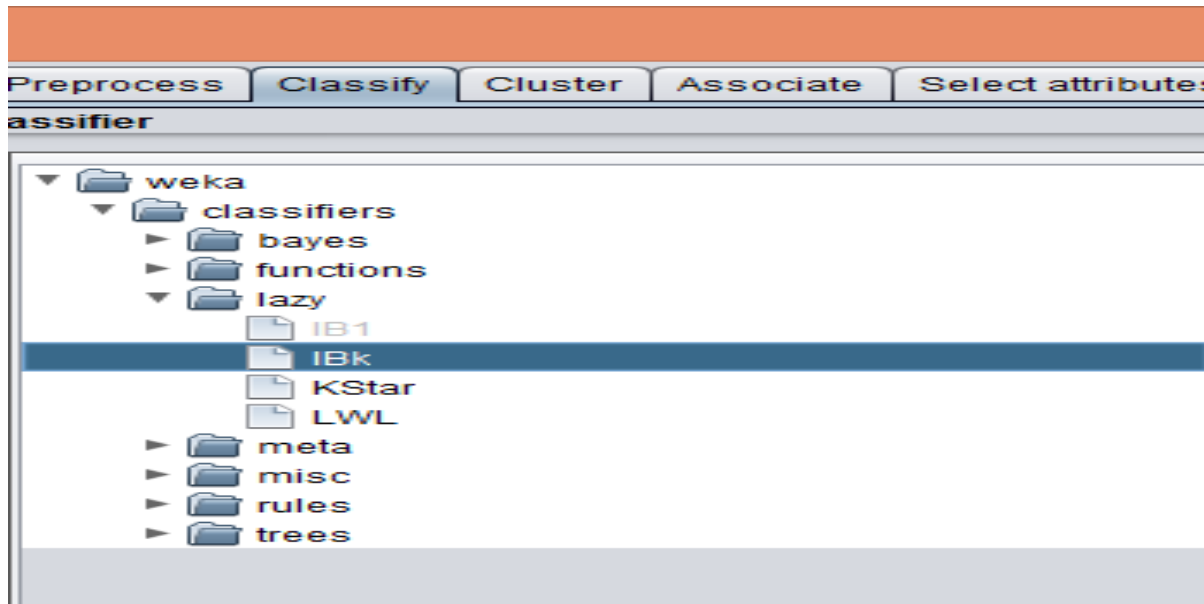 Preprocess Classify Cluster Associate Select attributes
assifier
weka
classifiers
bayes
functions
lazy
IB1
IBk
KStar
LWL
meta
misc
rules
trees